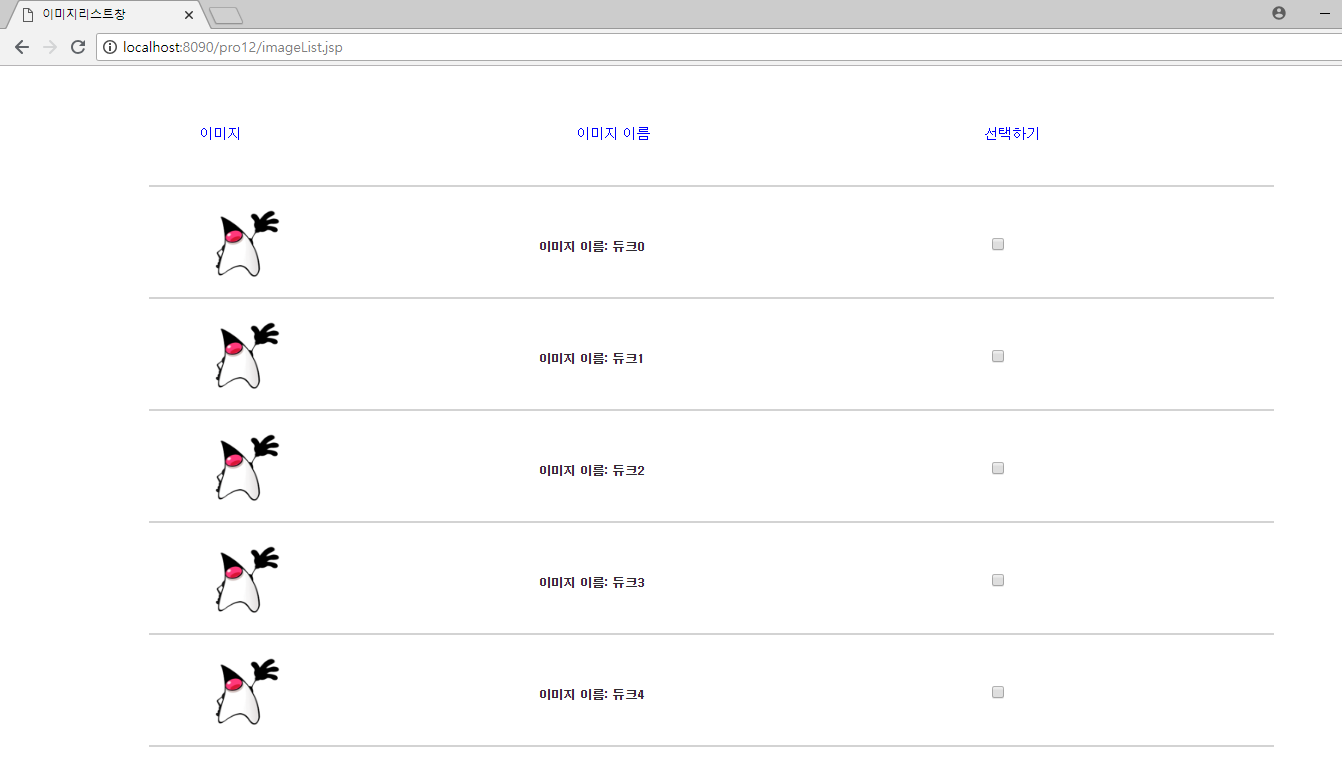 이미지리스트창
localhost:8090/pro12/imageList.jsp
이미지 이미지 이름 선택하기
이미지 이름: 듀크0
이미지 이름: 듀크1
이미지 이름: 듀크2
이미지 이름: 듀크3
이미지 이름: 듀크4